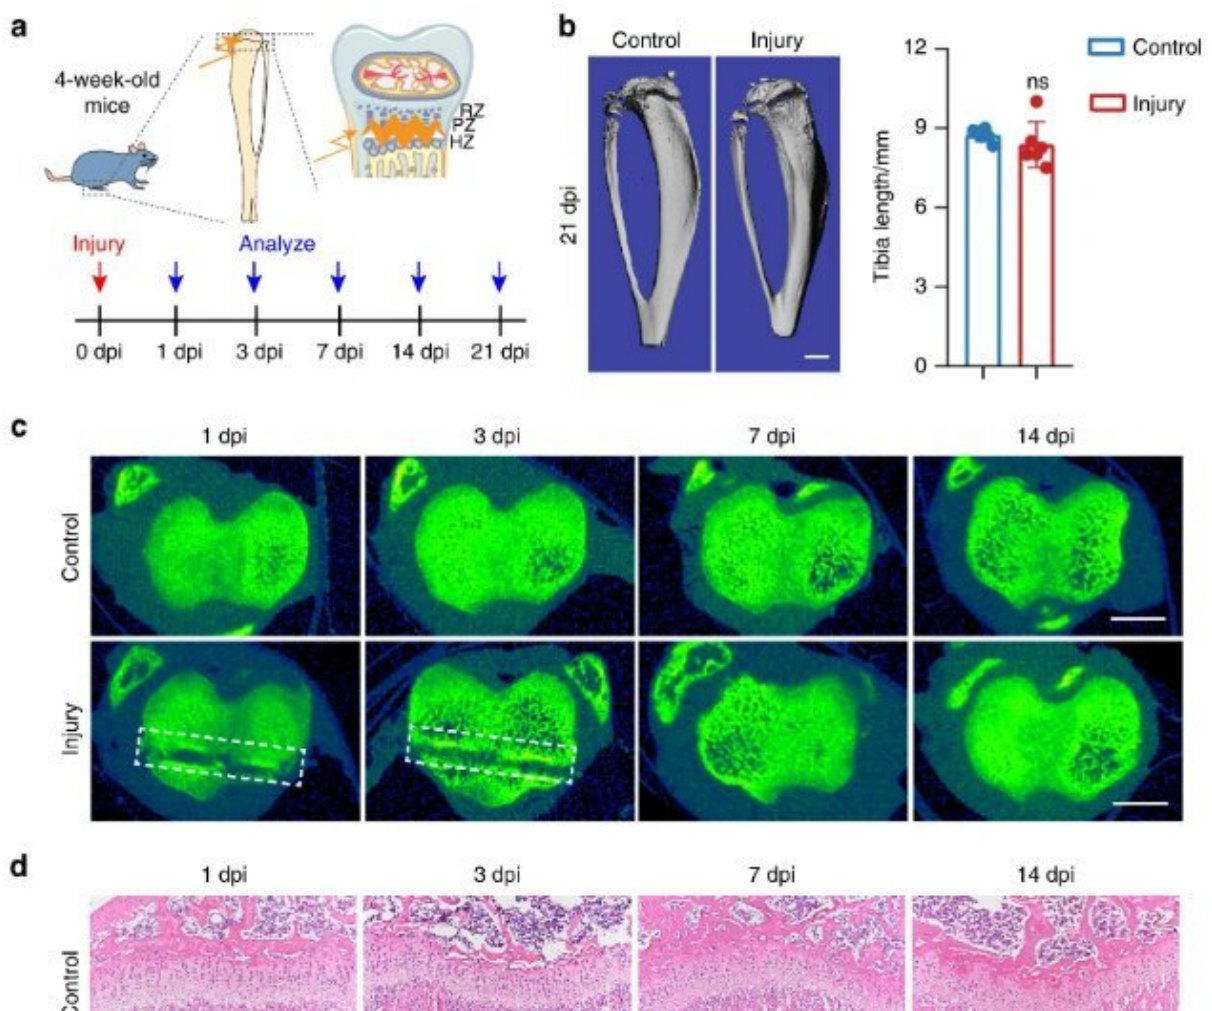 a
4-week-old
mice
RZ
PZ
HZ
Injury
Analyze
0 dpi 1 dpi 3 dpi 7 dpi 14 dpi 21 dpi
b
Control Injury
21 dpi
Tibia length/mm
12
9
6
3
0
ns
Control
Injury
c
1 dpi 3 dpi 7 dpi 14 dpi
Control
Injury
d
1 dpi 3 dpi 7 dpi 14 dpi
Control